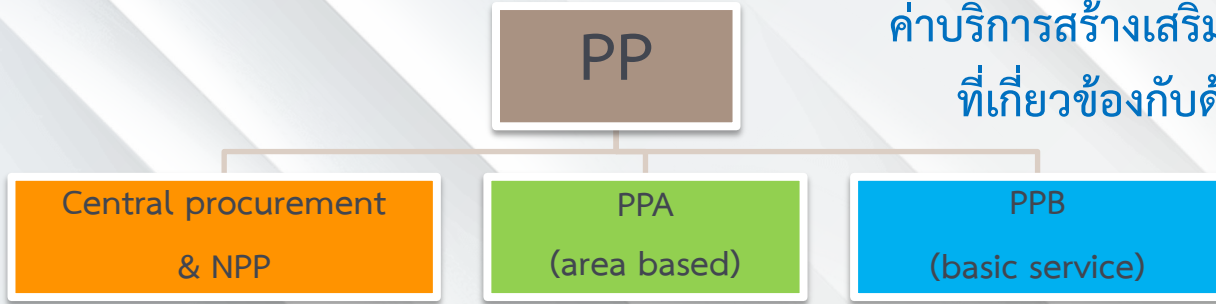 PP
ค่าบริการสร้างเสริม
ที่เกี่ยวข้องกับ
Central procurement
& NPP
PPA
(area based)
PPB
(basic service)